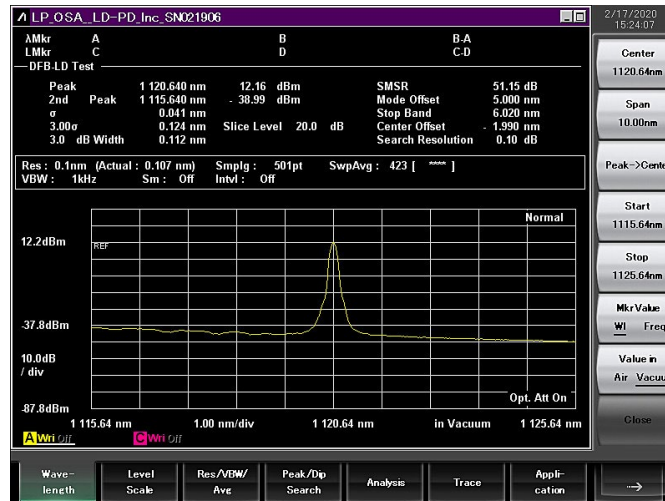 LP_OSA_LD-PD_Inc_SN021906
2/17/2020
15:24:07
λMkr A B B-A
LMkr C D C-D
DFB-LD Test
Peak 1 120.640 nm 12.16 dBm SMSR 51.15 dB
2nd Peak 1 115.640 nm - 38.99 dBm Mode Offset 5.000 nm
σ 0.041 nm Stop Band 6.020 nm
3.00σ 0.124 nm Slice Level 20.0 dB Center Offset - 1.990 nm
3.0 dB Width 0.112 nm Search Resolution 0.10 dB
Res : 0.1nm (Actual : 0.107 nm) Smplg : 501pt SwpAvg : 423 [ **** ]
VBW : 1kHz Sm : Off Intvl : Off
Normal
12.2dBm
REF
-37.8dBm
10.0dB
/ div
Opt. Att On
-87.8dBm
1 115.64 nm 1.00 nm/div 1 120.64 nm in Vacuum 1 125.64 nm
A Wri Off C Wri Off
Center
1120.64nm
Span
10.00nm
Peak->Cente
Start
1115.64nm
Stop
1125.64nm
MkrValue
Wl Freq
Value in
Air Vacuu
Close
Wave-
length
Level
Scale
Res/VBW/
Avg
Peak/Dip
Search
Analysis
Trace
Appli-
cation